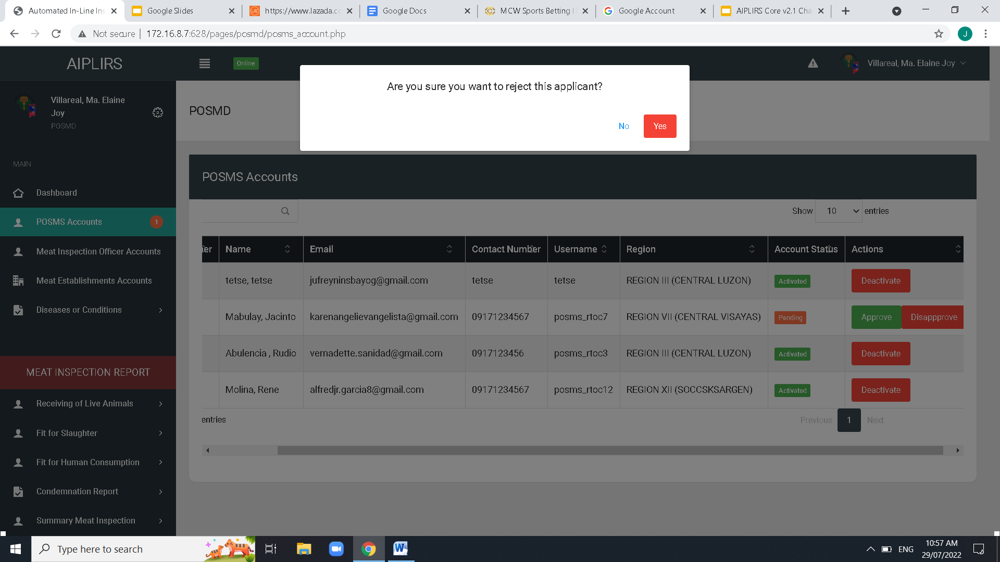 Automated In-Line Ins
Google Slides
https://www.lazada.co
Google Docs
MCW Sports Betting
Google Account
AIPLIRS Core v2.1 Cha
Not secure
172.16.8.7:628/pages/posmd/posms_account.php
J
AIPLIRS
Online
Villareal, Ma. Elaine Joy
Are you sure you want to reject this applicant?
No
Yes
Villareal, Ma. Elaine
Joy
POSMD
POSMD
MAIN
Dashboard
POSMS Accounts
1
Meat Inspection Officer Accounts
Meat Establishments Accounts
Diseases or Conditions
MEAT INSPECTION REPORT
Receiving of Live Animals
Fit for Slaughter
Fit for Human Consumption
Condemnation Report
Summary Meat Inspection
POSMS Accounts
Show 10 entries
er Name Email Contact Number Username Region Account Status Actions
tetse, tetse jufreyninsbayog@gmail.com tetse tetse REGION III (CENTRAL LUZON) Activated Deactivate
Mabulay, Jacinto karenangelievangelista@gmail.com 09171234567 posms_rtoc7 REGION VII (CENTRAL VISAYAS) Pending Approve Disappprove
Abulencia , Rudio vernadette.sanidad@gmail.com 0917123456 posms_rtoc3 REGION III (CENTRAL LUZON) Activated Deactivate
Molina, Rene alfredjr.garcia8@gmail.com 09171234567 posms_rtoc12 REGION XII (SOCCSKSARGEN) Activated Deactivate
entries
Previous 1 Next
Type here to search
ENG
10:57 AM
29/07/2022